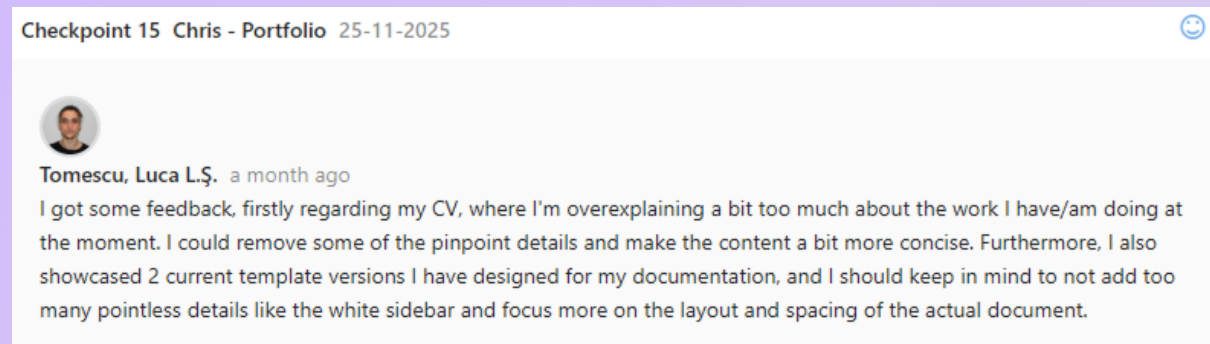 Checkpoint 15 Chris - Portfolio 25-11-2025
Tomescu, Luca L.Ş. a month ago
I got some feedback, firstly regarding my CV, where I'm overexplaining a bit too much about the work I have/am doing at
the moment. I could remove some of the pinpoint details and make the content a bit more concise. Furthermore, I also
showcased 2 current template versions I have designed for my documentation, and I should keep in mind to not add too
many pointless details like the white sidebar and focus more on the layout and spacing of the actual document.